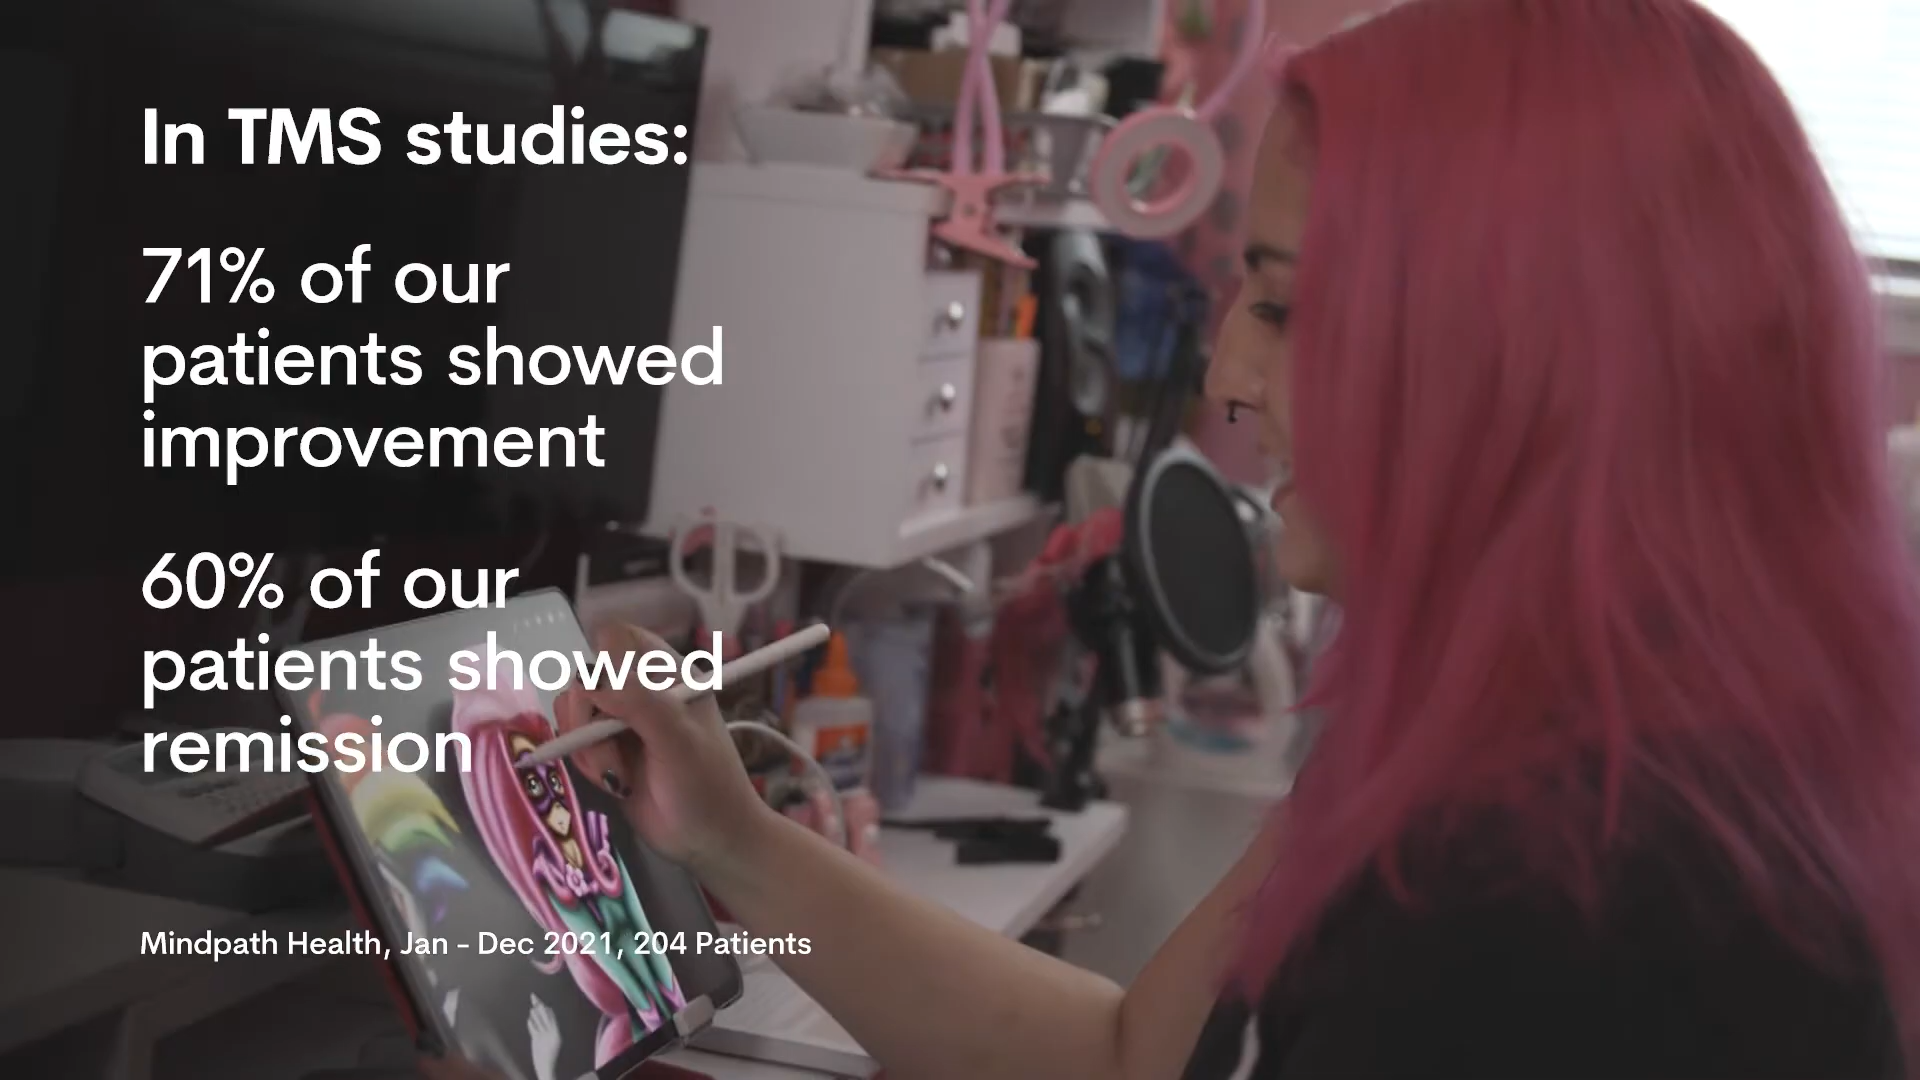 In TMS studies:
71% of our
patients showed
improvement
60% of our
patients showed
remission
Mindpath Health, Jan - Dec 2021, 204 Patients